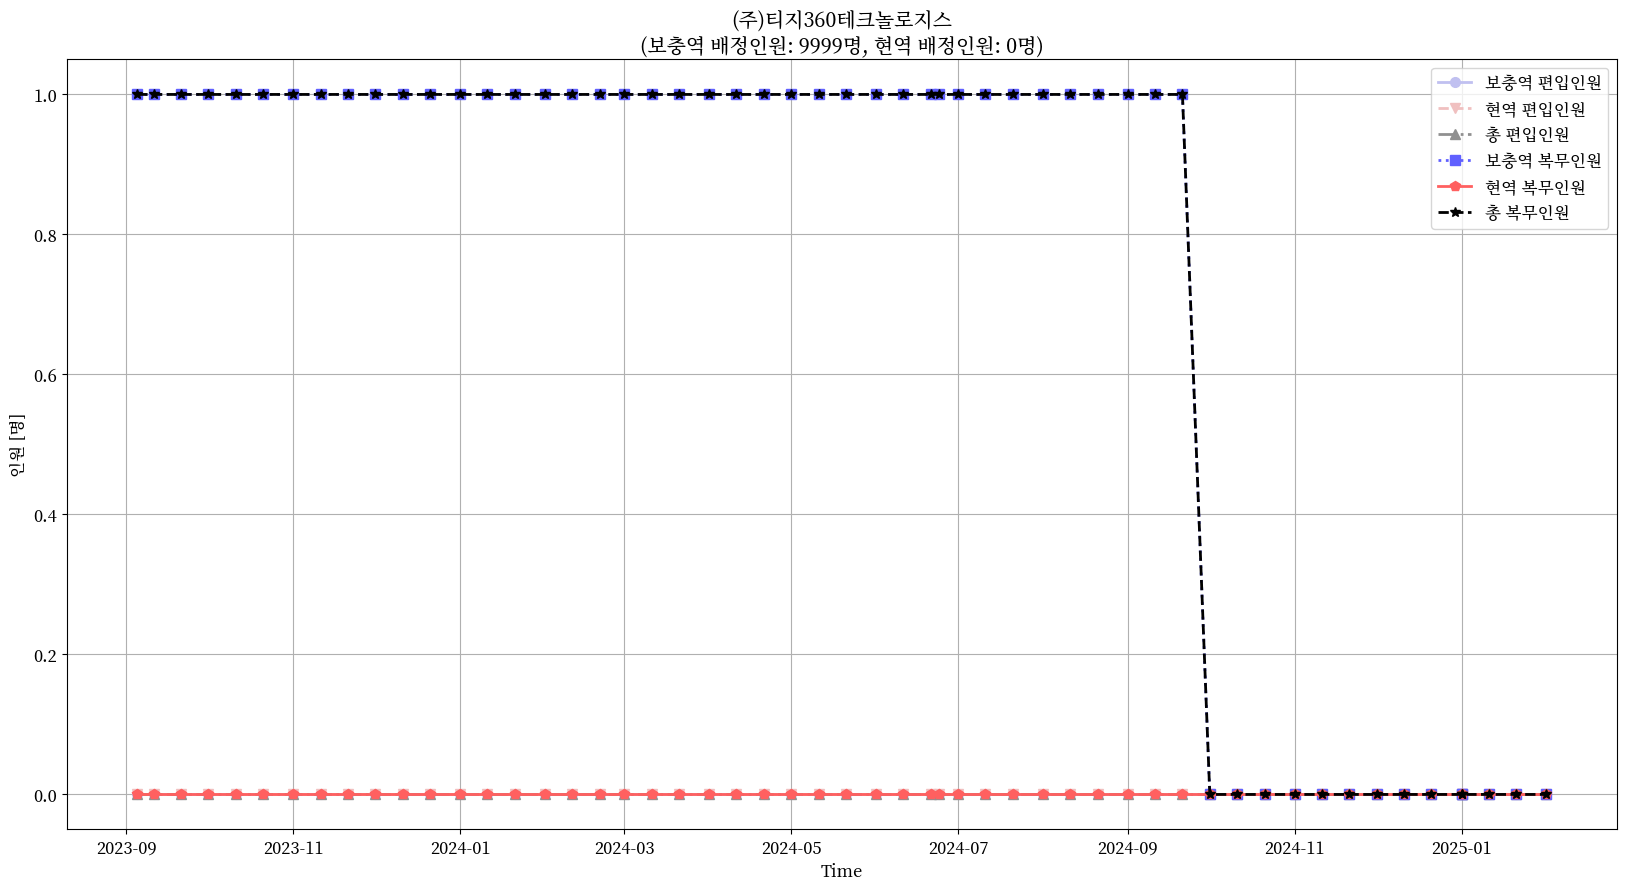 (주)티지360테크놀로지스
(보충역 배정인원: 9999명, 현역 배정인원: 0명)
보충역 편입인원
현역 편입인원
총 편입인원
보충역 복무인원
현역 복무인원
총 복무인원
인원 [명]
1.0
0.8
0.6
0.4
0.2
0.0
2023-09
2023-11
2024-01
2024-03
2024-05
2024-07
2024-09
2024-11
2025-01
Time